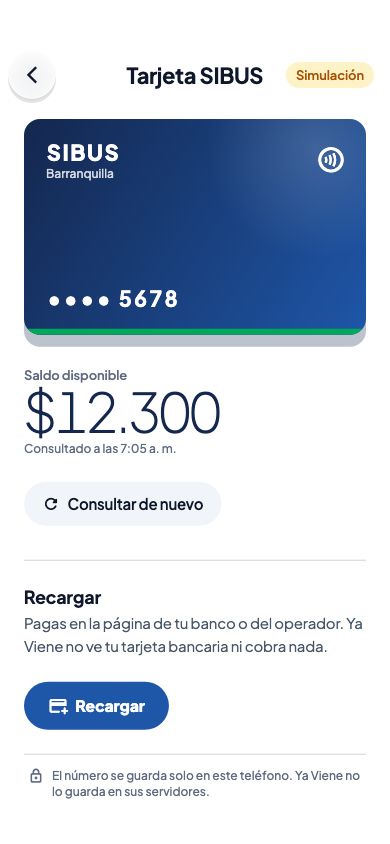 Tarjeta SIBUS
Simulación
SIBUS
Barranquilla
•••• 5678
Saldo disponible
$12.300
Consultado a las 7:05 a. m.
Consultar de nuevo
Recargar
Pagas en la página de tu banco o del operador. Ya
Viene no ve tu tarjeta bancaria ni cobra nada.
Recargar
El número se guarda solo en este teléfono. Ya Viene no
lo guarda en sus servidores.